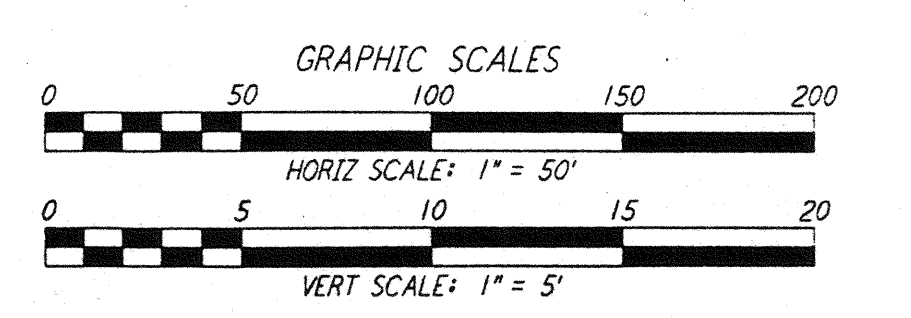 GRAPHIC SCALES
0 50 100 150 200
HORIZ SCALE: 1" = 50'
0 5 10 15 20
VERT SCALE: 1" = 5'